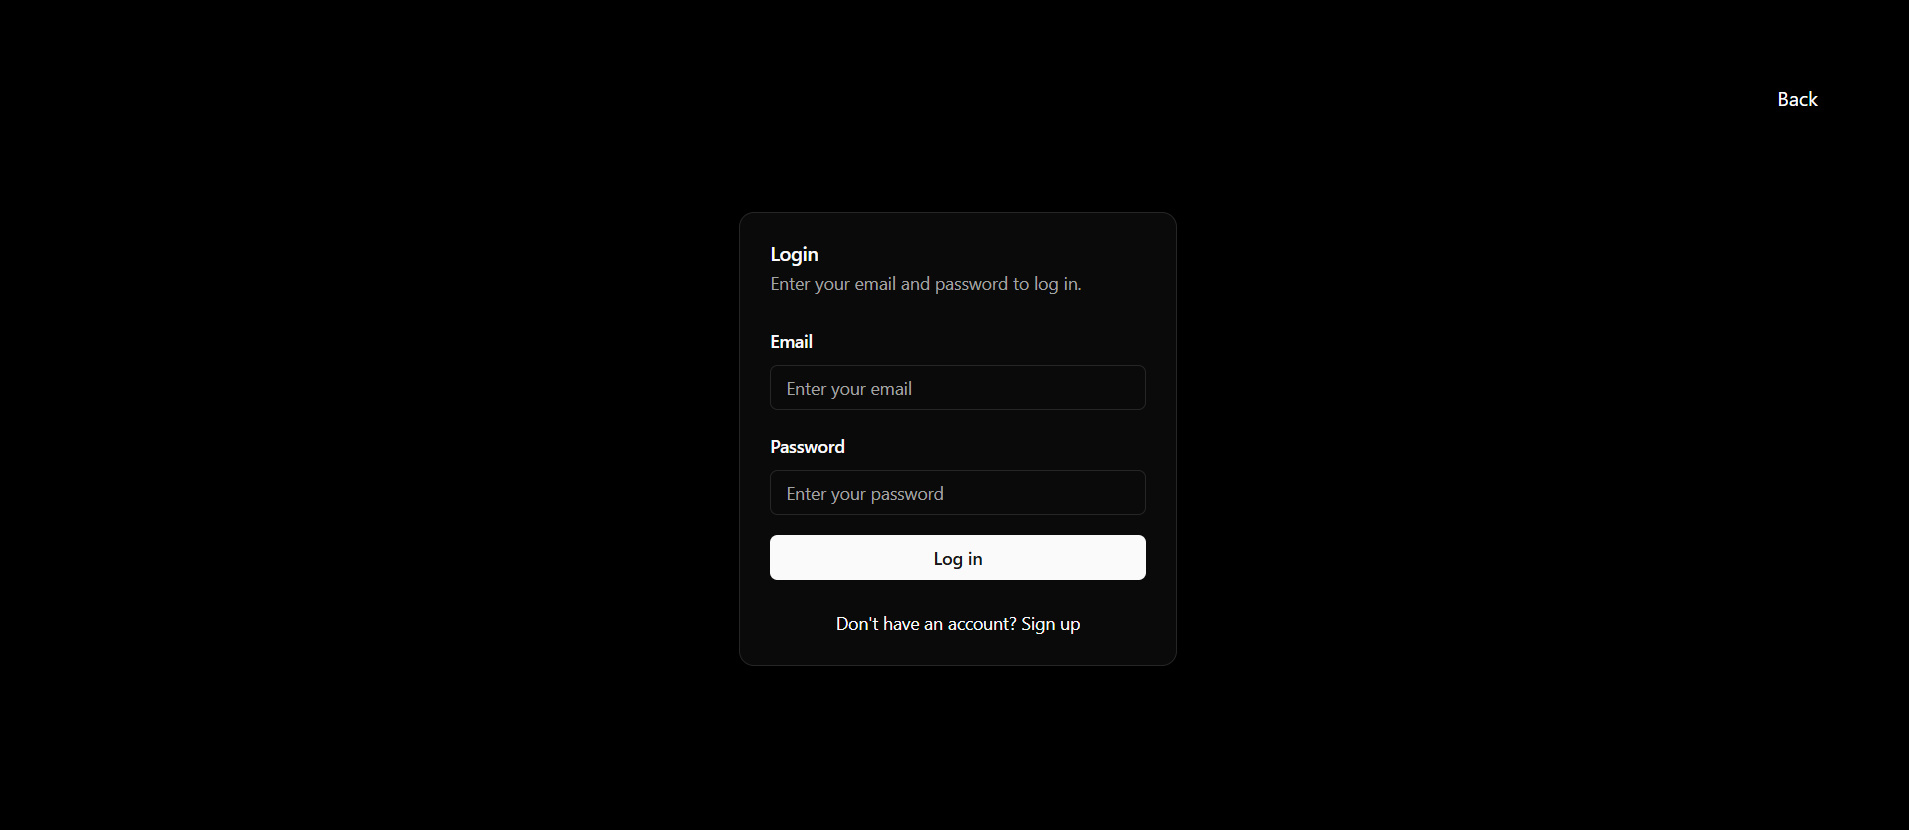 Back
Login
Enter your email and password to log in.
Email
Enter your email
Password
Enter your password
Log in
Don't have an account? Sign up